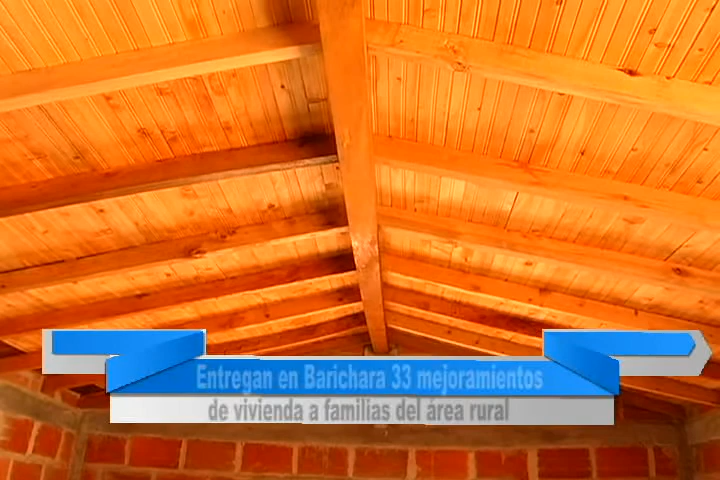 Entregan en Barichara 33 mejoramientos
de vivienda a familias del área rural